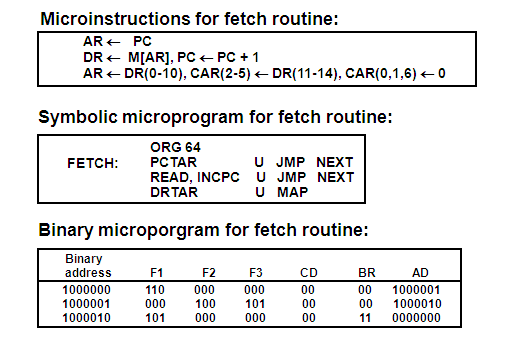 Microinstructions for fetch routine:
AR ← PC
DR ← M[AR], PC ← PC + 1
AR ← DR(0-10), CAR(2-5) ← DR(11-14), CAR(0,1,6) ← 0
Symbolic microprogram for fetch routine:
ORG 64
FETCH: PCTAR U JMP NEXT
READ, INCPC U JMP NEXT
DRTAR U MAP
Binary microporgram for fetch routine:
Binary
address F1 F2 F3 CD BR AD
1000000 110 000 000 00 00 1000001
1000001 000 100 101 00 00 1000010
1000010 101 000 000 00 11 0000000